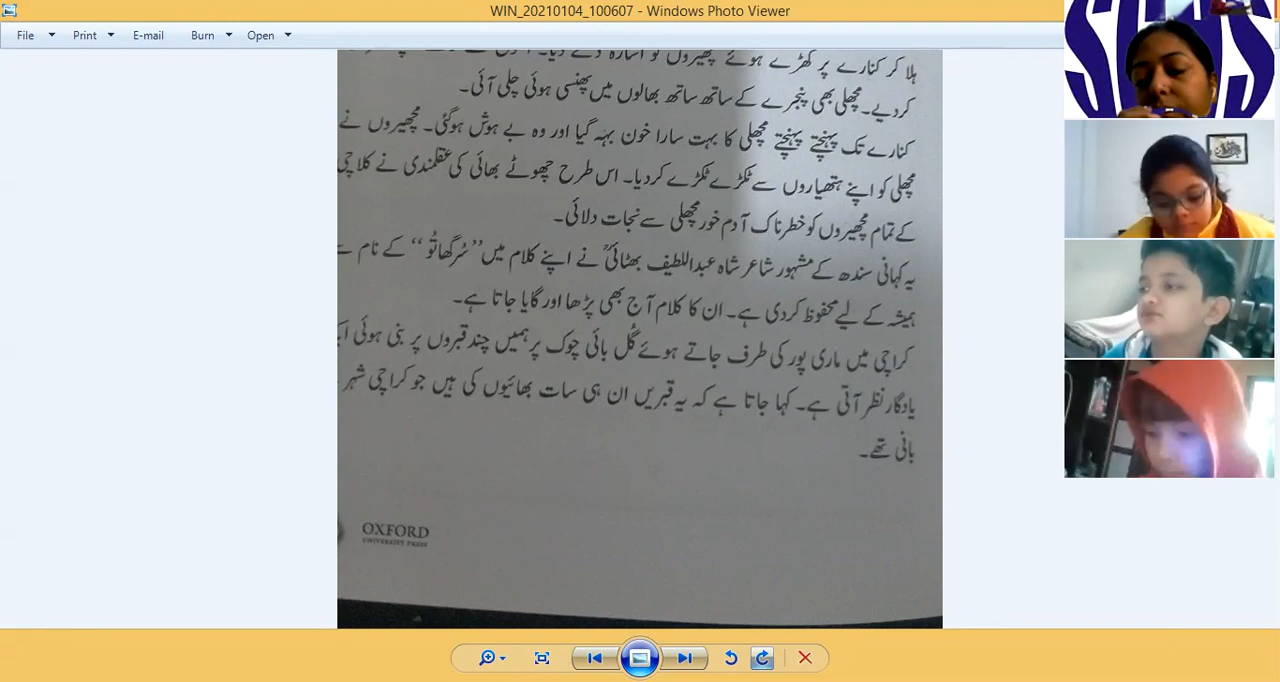 WIN_20210104_100607 - Windows Photo Viewer
File Print E-mail Burn Open
ہلا کر کنارے پر کھڑے ہوئے مچھیروں کو اشارہ دے دیا۔
کردیے۔ مچھلی بھی پنجرے کے ساتھ ساتھ بھالوں میں پھنسی ہوئی چلی آئی۔
کنارے تک پہنچتے پہنچتے مچھلی کا بہت سارا خون بہہ گیا اور وہ بے ہوش ہوگئی۔ مچھیروں نے
مچھلی کو اپنے ہتھیاروں سے ٹکڑے ٹکڑے کردیا۔ اس طرح چھوٹے بھائی کی عقلمندی نے کلاچی
کے تمام مچھیروں کو خطرناک آدم خور مچھلی سے نجات دلائی۔
یہ کہانی سندھ کے مشہور شاعر شاہ عبداللطیف بھٹائیؒ نے اپنے کلام میں ”سُر گھاتُو“ کے نام سے
ہمیشہ کے لیے محفوظ کردی ہے۔ ان کا کلام آج بھی پڑھا اور گایا جاتا ہے۔
کراچی میں ماری پور کی طرف جاتے ہوئے گُل بائی چوک پر ہمیں چند قبروں پر بنی ہوئی
یادگار نظر آتی ہے۔ کہا جاتا ہے کہ یہ قبریں ان ہی سات بھائیوں کی ہیں جو کراچی شہر
بانی تھے۔
OXFORD
UNIVERSITY PRESS